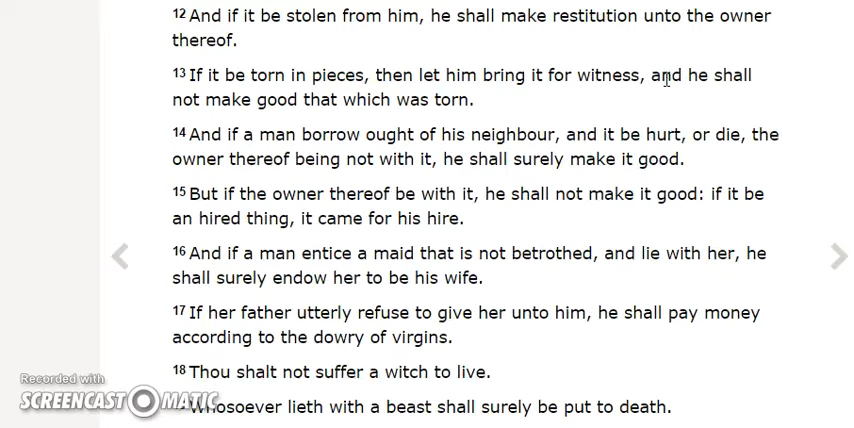 12 And if it be stolen from him, he shall make restitution unto the owner
thereof.
13 If it be torn in pieces, then let him bring it for witness, and he shall
not make good that which was torn.
14 And if a man borrow ought of his neighbour, and it be hurt, or die, the
owner thereof being not with it, he shall surely make it good.
15 But if the owner thereof be with it, he shall not make it good: if it be
an hired thing, it came for his hire.
16 And if a man entice a maid that is not betrothed, and lie with her, he
shall surely endow her to be his wife.
17 If her father utterly refuse to give her unto him, he shall pay money
according to the dowry of virgins.
18 Thou shalt not suffer a witch to live.
Whosoever lieth with a beast shall surely be put to death.
Recorded with
SCREENCAST-O-MATIC